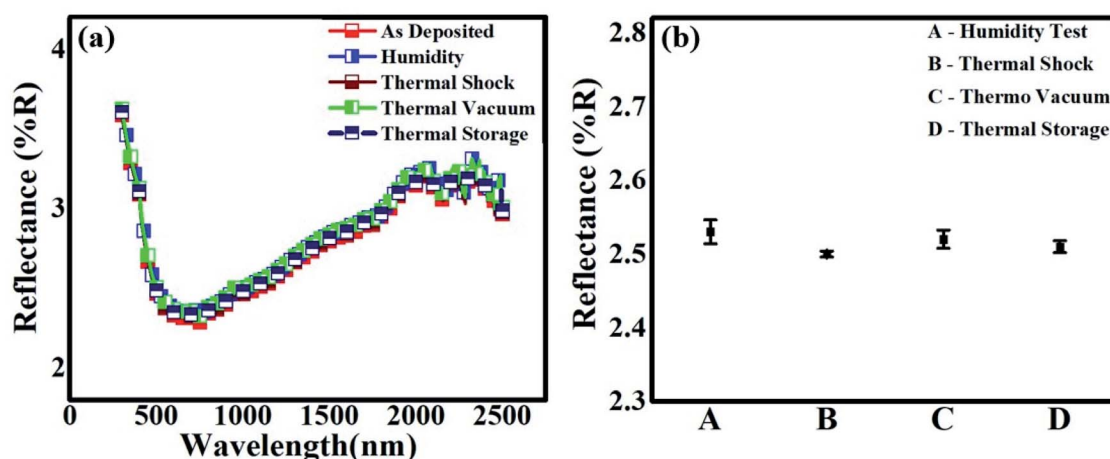 (a)
As Deposited
Humidity
Thermal Shock
Thermal Vacuum
Thermal Storage
Reflectance (%R)
4
3
2
0
500
1000
1500
2000
2500
Wavelength(nm)
(b)
A - Humidity Test
B - Thermal Shock
C - Thermo Vacuum
D - Thermal Storage
Reflectance (%R)
2.8
2.7
2.6
2.5
2.4
2.3
A
B
C
D